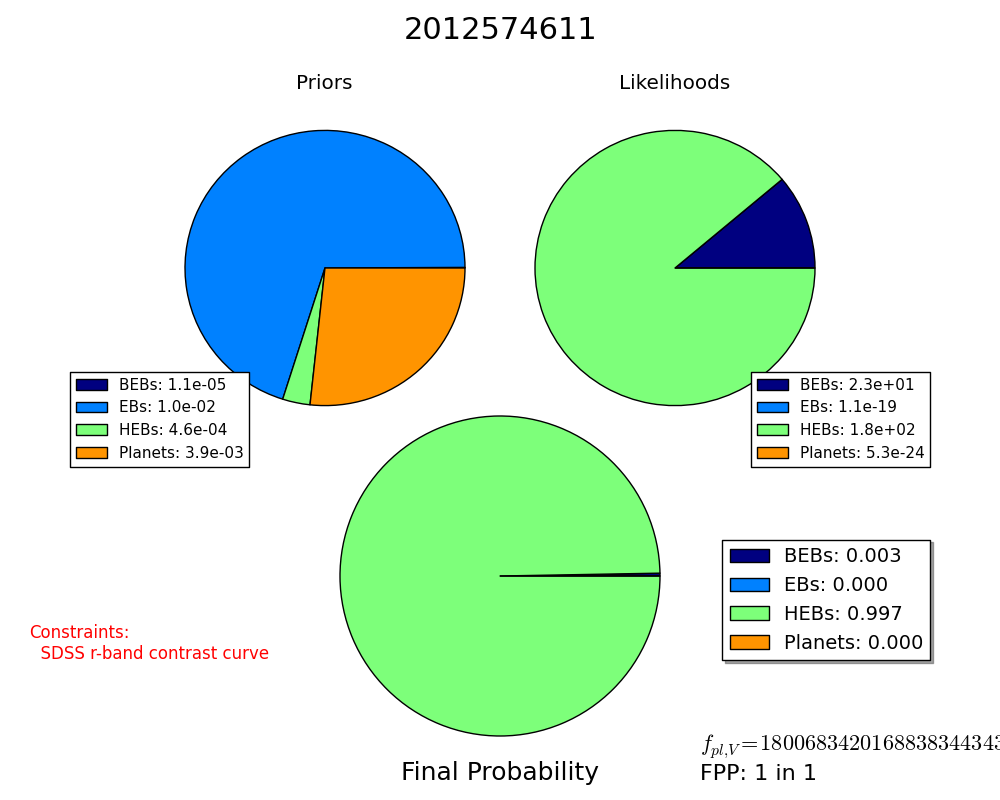 2012574611
Priors
Likelihoods
BEBs: 1.1e-05
EBs: 1.0e-02
HEBs: 4.6e-04
Planets: 3.9e-03
BEBs: 2.3e+01
EBs: 1.1e-19
HEBs: 1.8e+02
Planets: 5.3e-24
BEBs: 0.003
EBs: 0.000
HEBs: 0.997
Planets: 0.000
Constraints:
SDSS r-band contrast curve
f_{pl,V}=1800683420168838344343
Final Probability
FPP: 1 in 1